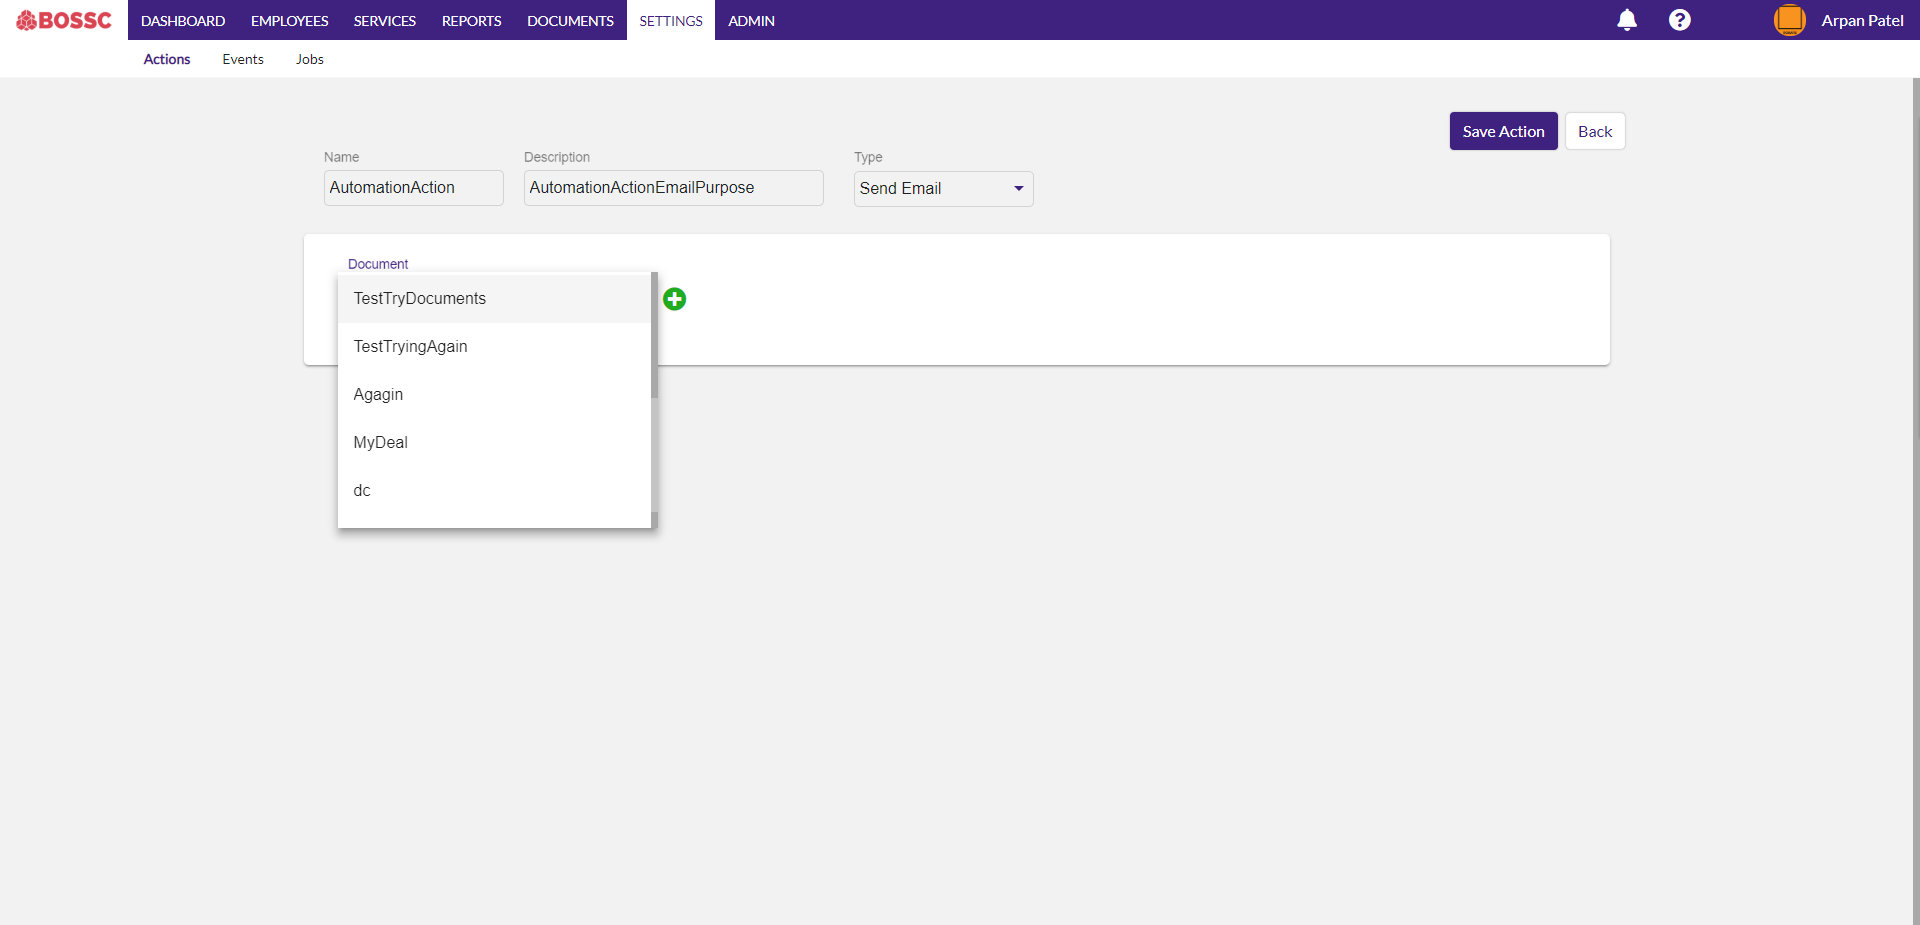 BOSSC DASHBOARD EMPLOYEES SERVICES REPORTS DOCUMENTS SETTINGS ADMIN ? Arpan Patel
Actions Events Jobs
Save Action Back
Name Description Type
AutomationAction AutomationActionEmailPurpose Send Email
Document
TestTryDocuments
TestTryingAgain
Agagin
MyDeal
dc